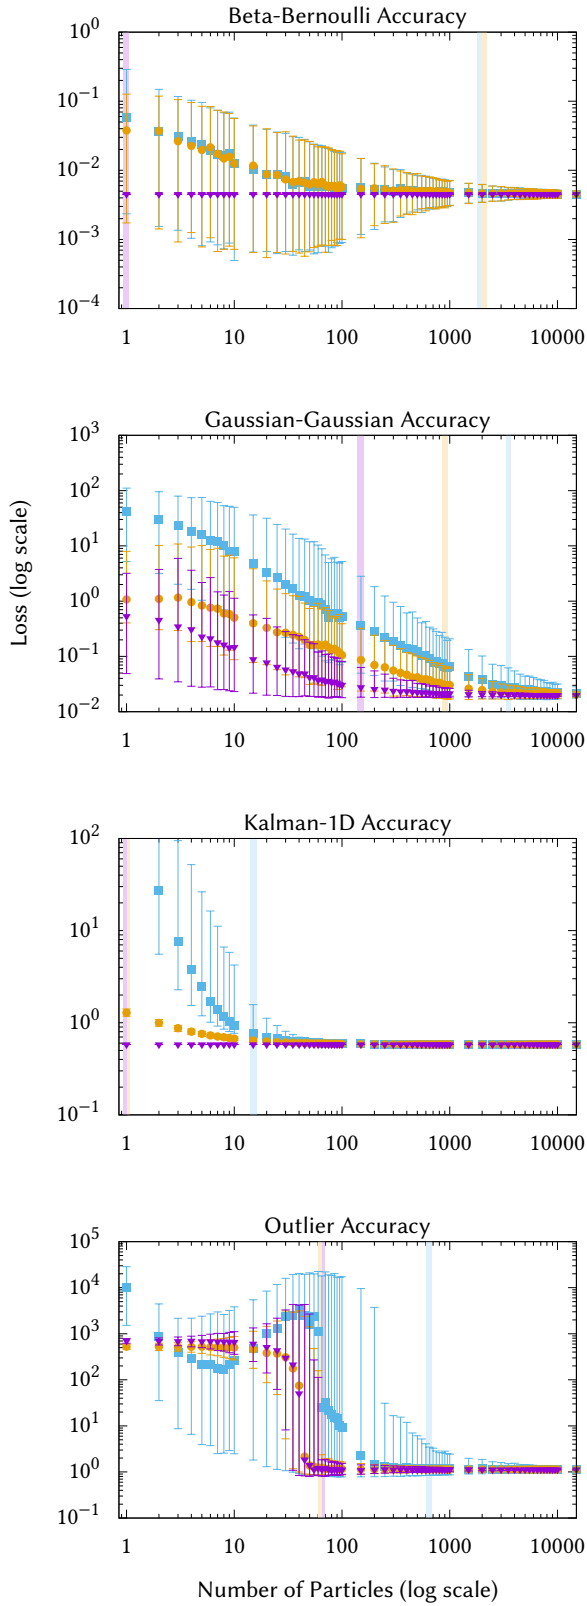 Beta-Bernoulli Accuracy
10^0
10^−1
10^−2
10^−3
10^−4
1 10 100 1000 10000
Gaussian-Gaussian Accuracy
10^3
10^2
10^1
10^0
10^−1
10^−2
1 10 100 1000 10000
Loss (log scale)
Kalman-1D Accuracy
10^2
10^1
10^0
10^−1
1 10 100 1000 10000
Outlier Accuracy
10^5
10^4
10^3
10^2
10^1
10^0
10^−1
1 10 100 1000 10000
Number of Particles (log scale)